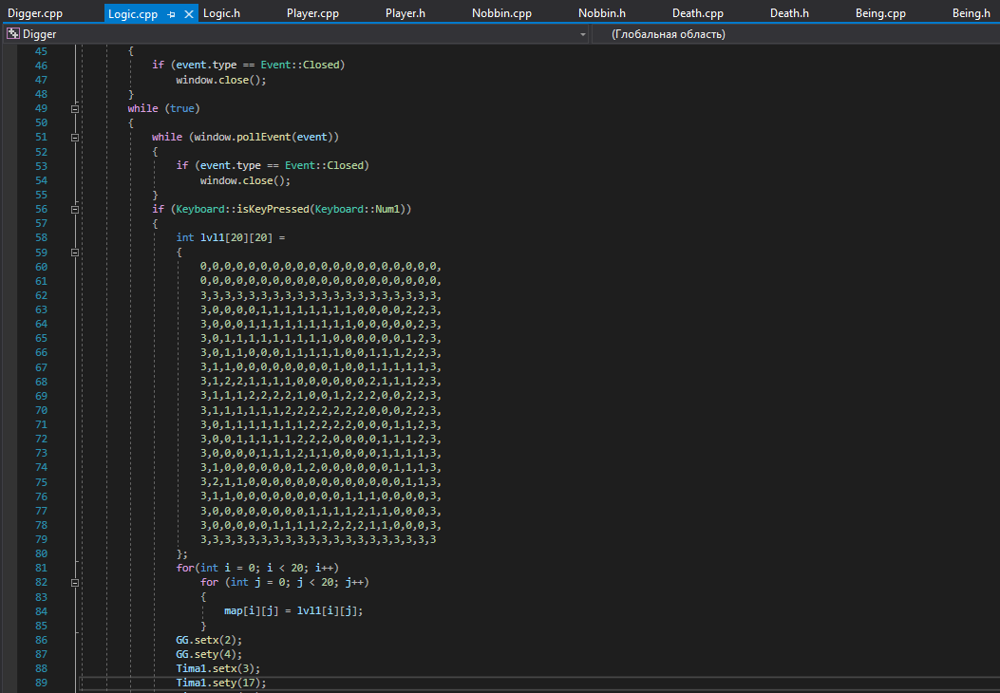 Digger.cpp Logic.cpp Logic.h Player.cpp Player.h Nobbin.cpp Nobbin.h Death.cpp Death.h Being.cpp Being.h
Digger (Глобальная область)
45 {
46 if (event.type == Event::Closed)
47 window.close();
48 }
49 while (true)
50 {
51 while (window.pollEvent(event))
52 {
53 if (event.type == Event::Closed)
54 window.close();
55 }
56 if (Keyboard::isKeyPressed(Keyboard::Num1))
57 {
58 int lvl1[20][20] =
59 {
60 0,0,0,0,0,0,0,0,0,0,0,0,0,0,0,0,0,0,0,0,
61 0,0,0,0,0,0,0,0,0,0,0,0,0,0,0,0,0,0,0,0,
62 3,3,3,3,3,3,3,3,3,3,3,3,3,3,3,3,3,3,3,3,
63 3,0,0,0,0,1,1,1,1,1,1,1,1,0,0,0,0,2,2,3,
64 3,0,0,0,1,1,1,1,1,1,1,1,1,0,0,0,0,0,2,3,
65 3,0,1,1,1,1,1,1,1,1,1,0,0,0,0,0,0,1,2,3,
66 3,0,1,1,0,0,0,1,1,1,1,1,0,0,1,1,1,2,2,3,
67 3,1,1,0,0,0,0,0,0,0,0,1,0,0,1,1,1,1,1,3,
68 3,1,2,2,1,1,1,1,0,0,0,0,0,0,2,1,1,1,2,3,
69 3,1,1,1,2,2,2,2,1,0,0,1,2,2,2,0,0,2,2,3,
70 3,1,1,1,1,1,1,2,2,2,2,2,2,2,0,0,0,2,2,3,
71 3,0,1,1,1,1,1,1,1,2,2,2,2,0,0,0,1,1,2,3,
72 3,0,0,1,1,1,1,1,2,2,2,0,0,0,0,1,1,1,2,3,
73 3,0,0,0,0,1,1,1,2,1,1,0,0,0,0,1,1,1,1,3,
74 3,1,0,0,0,0,0,0,1,2,0,0,0,0,0,0,1,1,1,3,
75 3,2,1,1,0,0,0,0,0,0,0,0,0,0,0,0,0,1,1,3,
76 3,1,1,0,0,0,0,0,0,0,0,0,1,1,1,0,0,0,0,3,
77 3,0,0,0,0,0,0,0,0,1,1,1,1,2,1,1,0,0,0,3,
78 3,0,0,0,0,0,1,1,1,1,2,2,2,2,1,1,0,0,0,3,
79 3,3,3,3,3,3,3,3,3,3,3,3,3,3,3,3,3,3,3,3
80 };
81 for(int i = 0; i < 20; i++)
82 for (int j = 0; j < 20; j++)
83 {
84 map[i][j] = lvl1[i][j];
85 }
86 GG.setx(2);
87 GG.sety(4);
88 Tima1.setx(3);
89 Tima1.sety(17);